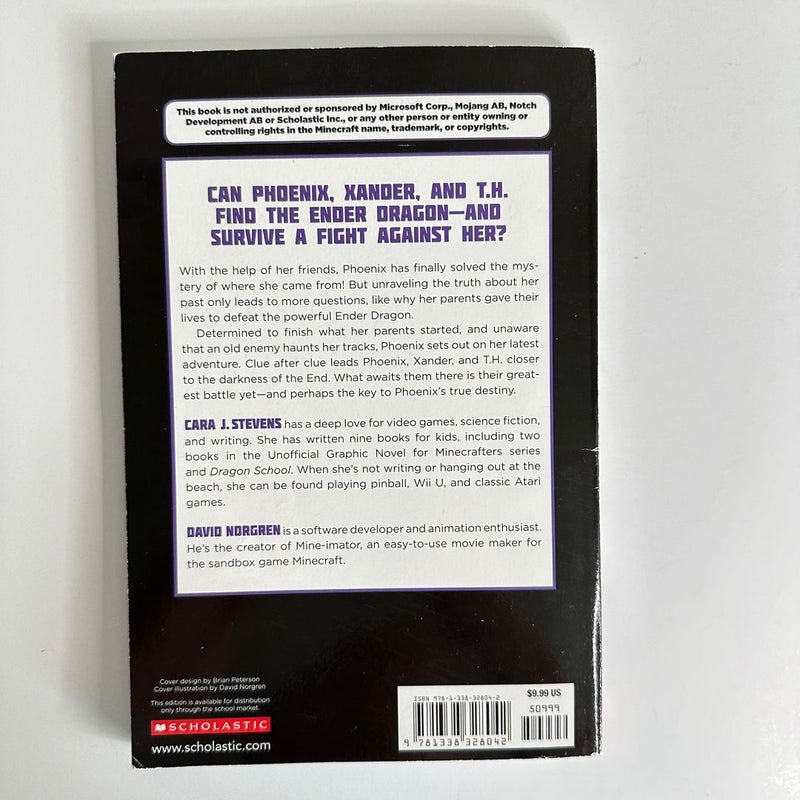 This book is not authorized or sponsored by Microsoft Corp., Mojang AB, Notch
Development AB or Scholastic Inc., or any other person or entity owning or
controlling rights in the Minecraft name, trademark, or copyrights.
CAN PHOENIX, XANDER, AND T.H.
FIND THE ENDER DRAGON—AND
SURVIVE A FIGHT AGAINST HER?
With the help of her friends, Phoenix has finally solved the mys-
tery of where she came from! But unraveling the truth about her
past only leads to more questions, like why her parents gave their
lives to defeat the powerful Ender Dragon.
Determined to finish what her parents started, and unaware
that an old enemy haunts her tracks, Phoenix sets out on her latest
adventure. Clue after clue leads Phoenix, Xander, and T.H. closer
to the darkness of the End. What awaits them there is their great-
est battle yet—and perhaps the key to Phoenix's true destiny.
CARA J. STEVENS has a deep love for video games, science fiction,
and writing. She has written nine books for kids, including two
books in the Unofficial Graphic Novel for Minecrafters series
and Dragon School. When she's not writing or hanging out at the
beach, she can be found playing pinball, Wii U, and classic Atari
games.
DAVID NORGREN is a software developer and animation enthusiast.
He's the creator of Mine-imator, an easy-to-use movie maker for
the sandbox game Minecraft.
Cover design by Brian Peterson
Cover illustration by David Norgren
This edition is available for distribution
only through the school market.
SCHOLASTIC
www.scholastic.com
ISBN 978-1-338-32804-2
$9.99 US
50999
9 781338 328042